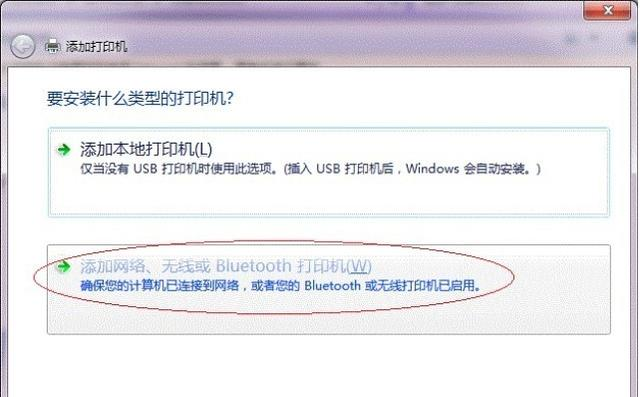 添加打印机
要安装什么类型的打印机?
添加本地打印机(L)
仅当没有 USB 打印机时使用此选项。(插入 USB 打印机后，Windows 会自动安装。)
添加网络、无线或 Bluetooth 打印机(W)
确保您的计算机已连接到网络，或者您的 Bluetooth 或无线打印机已启用。